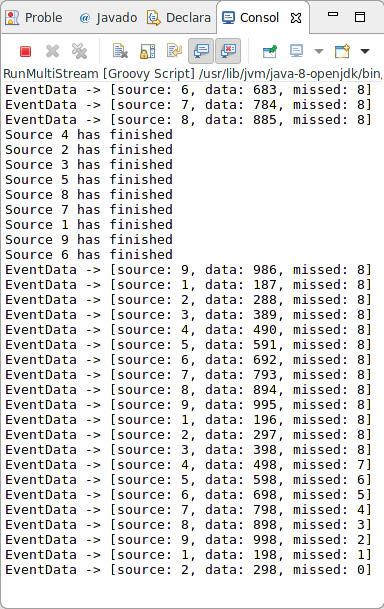 Proble
@ Javado
Declara
Consol
RunMultiStream [Groovy Script] /usr/lib/jvm/java-8-openjdk/bin,
EventData -> [source: 6, data: 683, missed: 8]
EventData -> [source: 7, data: 784, missed: 8]
EventData -> [source: 8, data: 885, missed: 8]
Source 4 has finished
Source 2 has finished
Source 3 has finished
Source 5 has finished
Source 8 has finished
Source 7 has finished
Source 1 has finished
Source 9 has finished
Source 6 has finished
EventData -> [source: 9, data: 986, missed: 8]
EventData -> [source: 1, data: 187, missed: 8]
EventData -> [source: 2, data: 288, missed: 8]
EventData -> [source: 3, data: 389, missed: 8]
EventData -> [source: 4, data: 490, missed: 8]
EventData -> [source: 5, data: 591, missed: 8]
EventData -> [source: 6, data: 692, missed: 8]
EventData -> [source: 7, data: 793, missed: 8]
EventData -> [source: 8, data: 894, missed: 8]
EventData -> [source: 9, data: 995, missed: 8]
EventData -> [source: 1, data: 196, missed: 8]
EventData -> [source: 2, data: 297, missed: 8]
EventData -> [source: 3, data: 398, missed: 8]
EventData -> [source: 4, data: 498, missed: 7]
EventData -> [source: 5, data: 598, missed: 6]
EventData -> [source: 6, data: 698, missed: 5]
EventData -> [source: 7, data: 798, missed: 4]
EventData -> [source: 8, data: 898, missed: 3]
EventData -> [source: 9, data: 998, missed: 2]
EventData -> [source: 1, data: 198, missed: 1]
EventData -> [source: 2, data: 298, missed: 0]